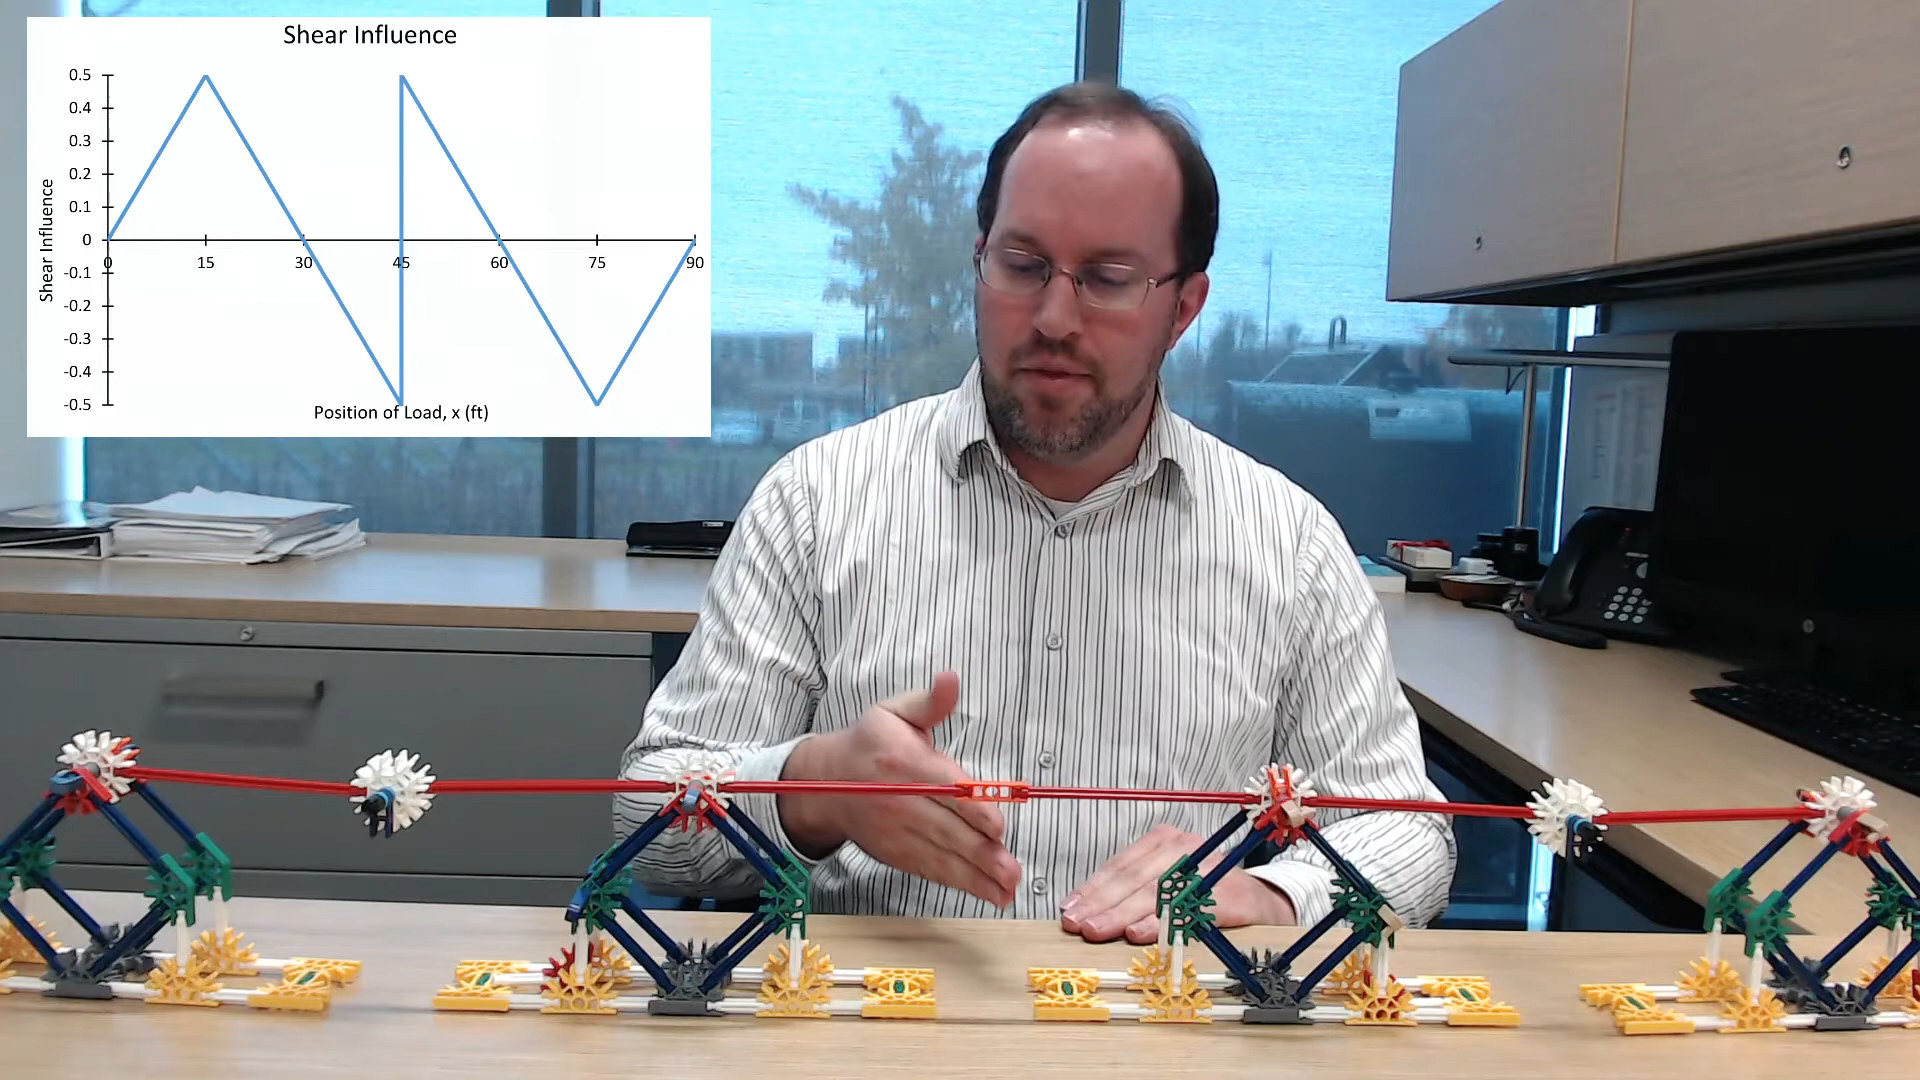 Shear Influence
0.5
0.4
0.3
0.2
0.1
0
-0.1
-0.2
-0.3
-0.4
-0.5
Shear Influence
0 15 30 45 60 75 90
Position of Load, x (ft)